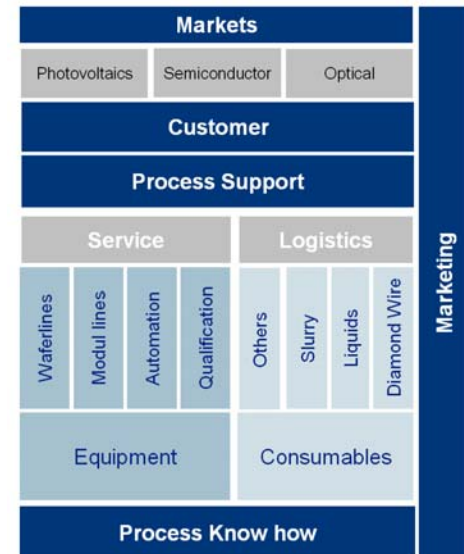 Markets
Photovoltaics
Semiconductor
Optical
Customer
Process Support
Service
Logistics
Waferlines
Modul lines
Automation
Qualification
Others
Slurry
Liquids
Diamond Wire
Equipment
Consumables
Process Know how
Marketing